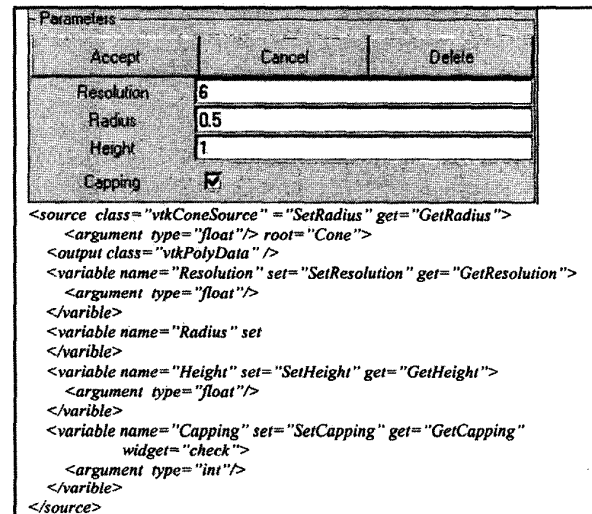 Parameters
Accept Cancel Delete
Resolution 6
Radius 0.5
Height 1
Capping
<source class="vtkConeSource" ="SetRadius" get="GetRadius">
<argument type="float"/> root="Cone">
<output class="vtkPolyData" />
<variable name="Resolution" set="SetResolution" get="GetResolution">
<argument type="float"/>
</varible>
<variable name="Radius" set
</varible>
<variable name="Height" set="SetHeight" get="GetHeight">
<argument type="float"/>
</varible>
<variable name="Capping" set="SetCapping" get="GetCapping"
widget="check">
<argument type="int"/>
</varible>
</source>